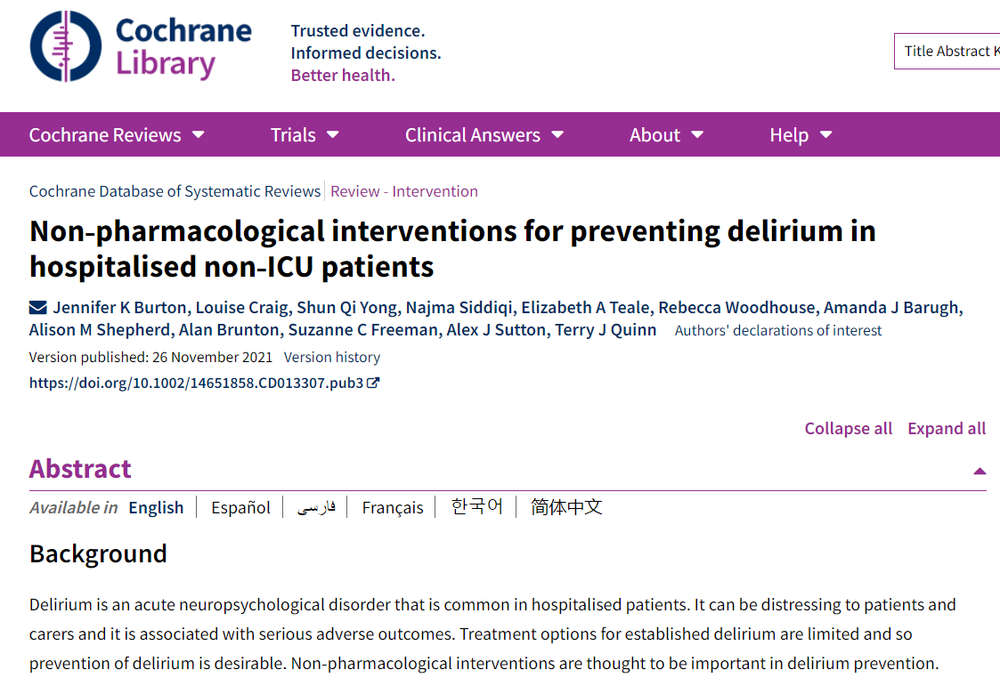 Cochrane
Library
Trusted evidence.
Informed decisions.
Better health.
Title Abstract K
Cochrane Reviews
Trials
Clinical Answers
About
Help
Cochrane Database of Systematic Reviews
Review - Intervention
Non-pharmacological interventions for preventing delirium in
hospitalised non-ICU patients
Jennifer K Burton, Louise Craig, Shun Qi Yong, Najma Siddiqi, Elizabeth A Teale, Rebecca Woodhouse, Amanda J Barugh,
Alison M Shepherd, Alan Brunton, Suzanne C Freeman, Alex J Sutton, Terry J Quinn Authors' declarations of interest
Version published: 26 November 2021 Version history
https://doi.org/10.1002/14651858.CD013307.pub3
Collapse all Expand all
Abstract
Available in English Español فارسی Français 한국어 简体中文
Background
Delirium is an acute neuropsychological disorder that is common in hospitalised patients. It can be distressing to patients and
carers and it is associated with serious adverse outcomes. Treatment options for established delirium are limited and so
prevention of delirium is desirable. Non-pharmacological interventions are thought to be important in delirium prevention.